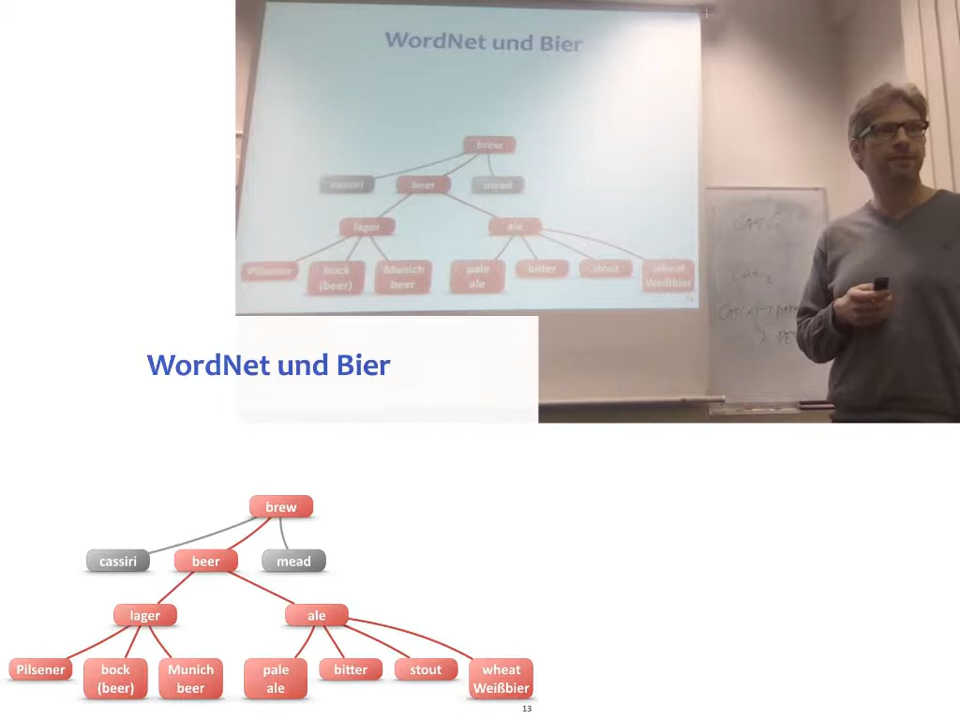 WordNet und Bier
brew
cassiri beer mead
lager ale
Pilsener bock (beer) Munich beer pale ale bitter stout wheat Weißbier
WordNet und Bier
brew
cassiri
beer
mead
lager
ale
Pilsener
bock
(beer)
Munich
beer
pale
ale
bitter
stout
wheat
Weißbier
13